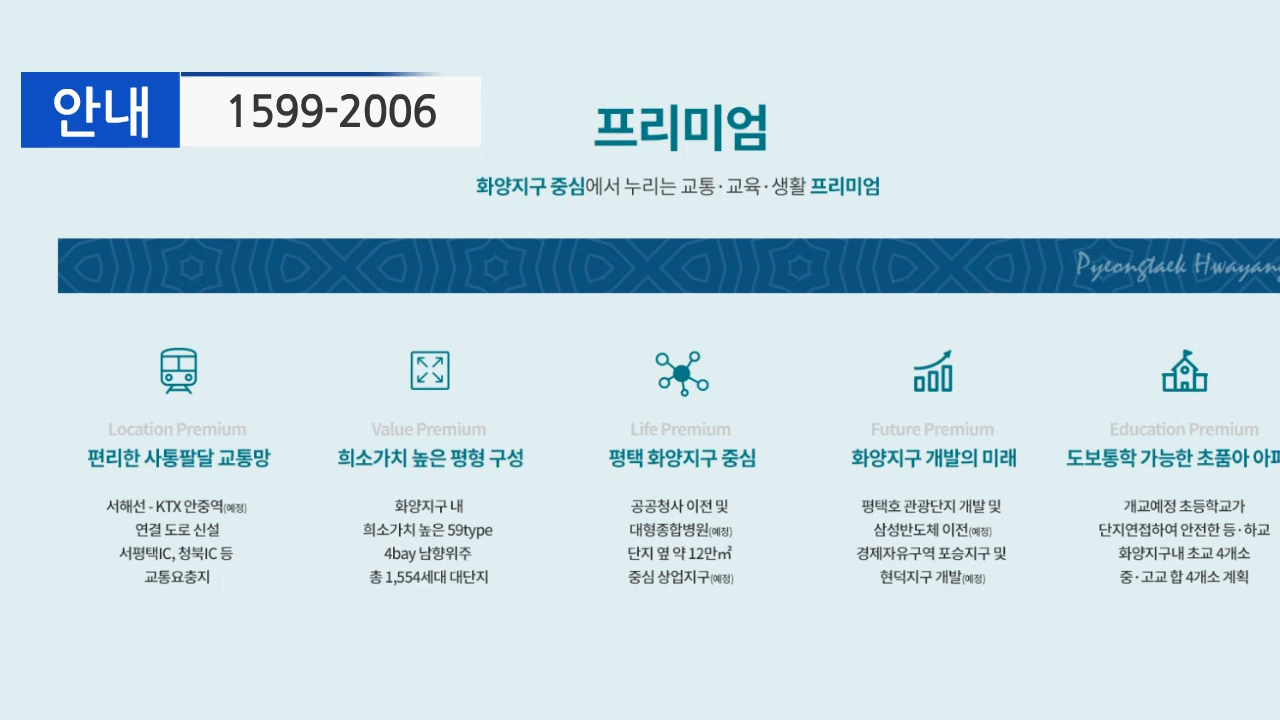 안내
1599-2006
프리미엄
화양지구 중심에서 누리는 교통·교육·생활 프리미엄
Pyeongtaek Hwayang
Location Premium
편리한 사통팔달 교통망
서해선 - KTX 안중역(예정)
연결 도로 신설
서평택IC, 청북IC 등
교통요충지
Value Premium
희소가치 높은 평형 구성
화양지구 내
희소가치 높은 59type
4bay 남향위주
총 1,554세대 대단지
Life Premium
평택 화양지구 중심
공공청사 이전 및
대형종합병원(예정)
단지 옆 약 12만㎡
중심 상업지구(예정)
Future Premium
화양지구 개발의 미래
평택호 관광단지 개발 및
삼성반도체 이전(예정)
경제자유구역 포승지구 및
현덕지구 개발(예정)
Education Premium
도보통학 가능한 초품아 아파
개교예정 초등학교가
단지연접하여 안전한 등·하교
화양지구내 초교 4개소
중·고교 합 4개소 계획